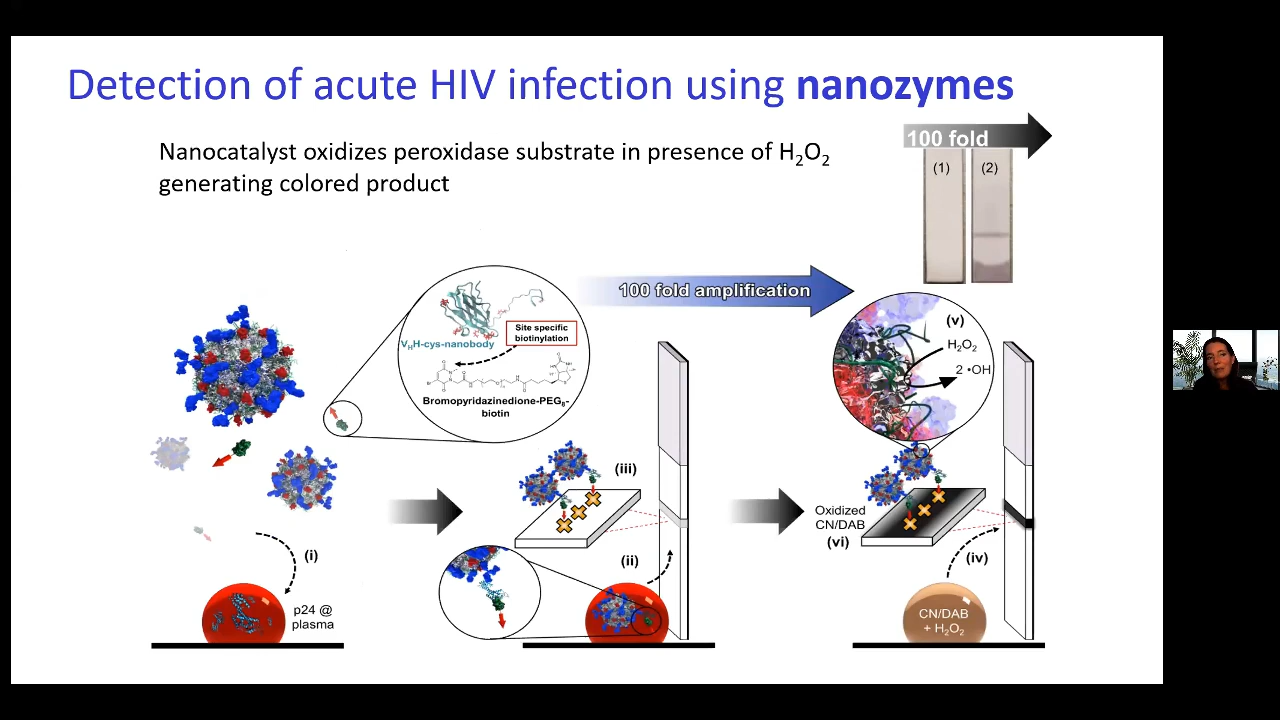 Detection of acute HIV infection using nanozymes
Nanocatalyst oxidizes peroxidase substrate in presence of H₂O₂
generating colored product
100 fold
(1)
(2)
100 fold amplification
VHH-cys-nanobody
Site specific
biotinylation
Bromopyridazinedione-PEG₈-
biotin
(v)
H₂O₂
2 •OH
(iii)
Oxidized
CN/DAB
(vi)
(i)
(ii)
(iv)
p24 @
plasma
CN/DAB
+ H₂O₂